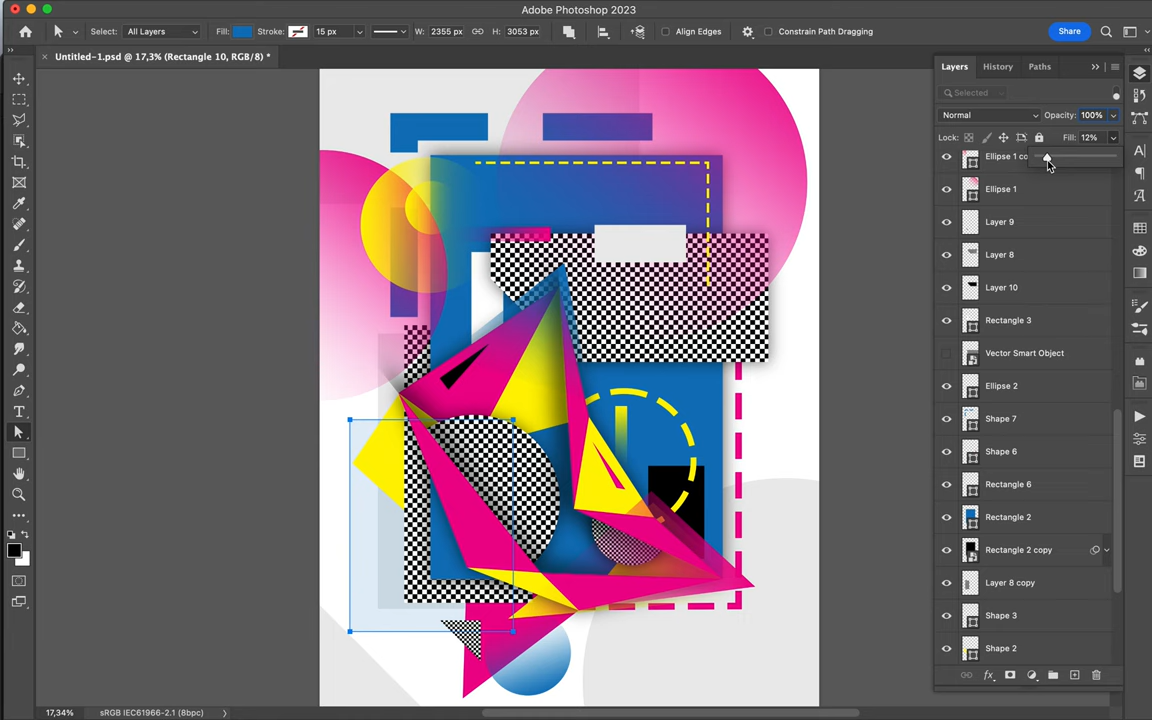 Adobe Photoshop 2023
Select: All Layers Fill: Stroke: 15 px W: 2355 px H: 3053 px Align Edges Constrain Path Dragging Share
Untitled-1.psd @ 17,3% (Rectangle 10, RGB/8) *
Layers History Paths
Selected
Normal Opacity: 100%
Lock: Fill: 12%
Ellipse 1 co
Ellipse 1
Layer 9
Layer 8
Layer 10
Rectangle 3
Vector Smart Object
Ellipse 2
Shape 7
Shape 6
Rectangle 6
Rectangle 2
Rectangle 2 copy
Layer 8 copy
Shape 3
Shape 2
17,34% sRGB IEC61966-2.1 (8bpc)